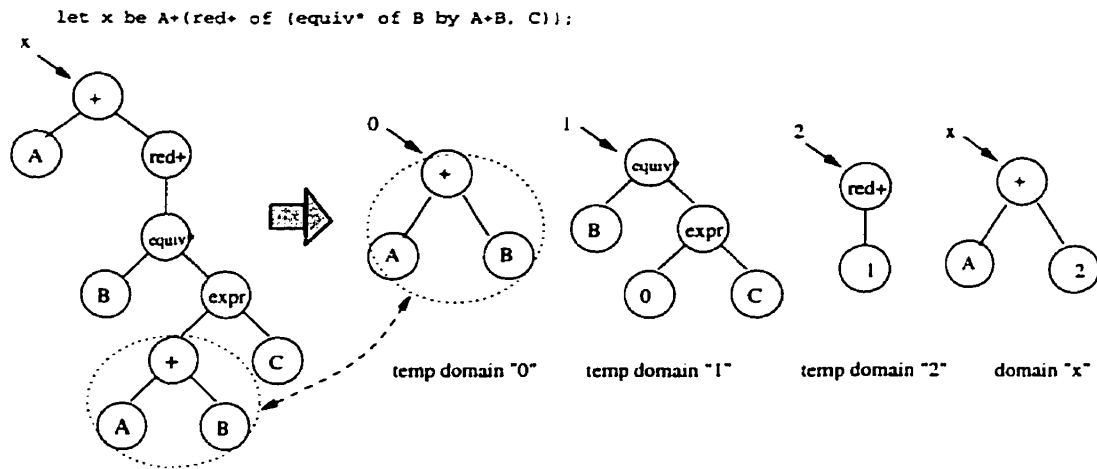 let x be A+(red+ of (equiv* of B by A+B, C));
x
+
A
red+
equiv*
B
expr
+
C
A
B
0
+
A
B
temp domain "0"
1
equiv*
B
expr
0
C
temp domain "1"
2
red+
1
temp domain "2"
x
+
A
2
domain "x"